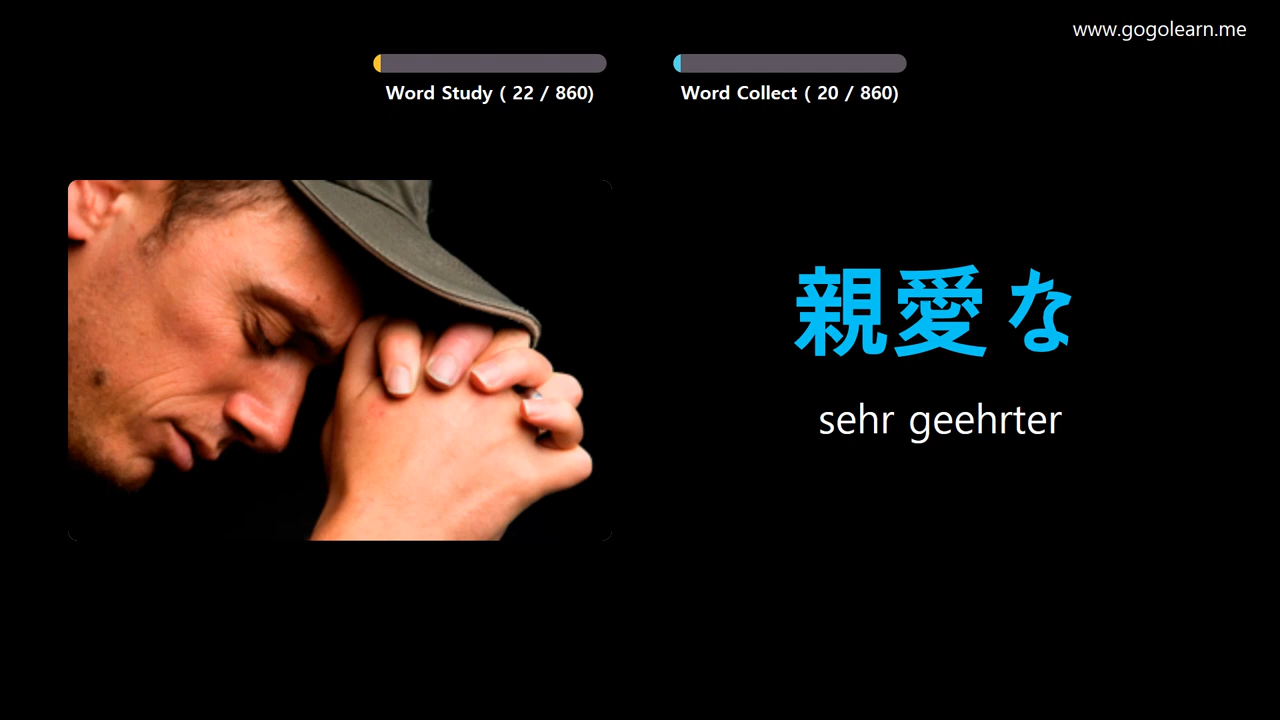 www.gogolearn.me
Word Study ( 22 / 860)
Word Collect ( 20 / 860)
親愛な
sehr geehrter